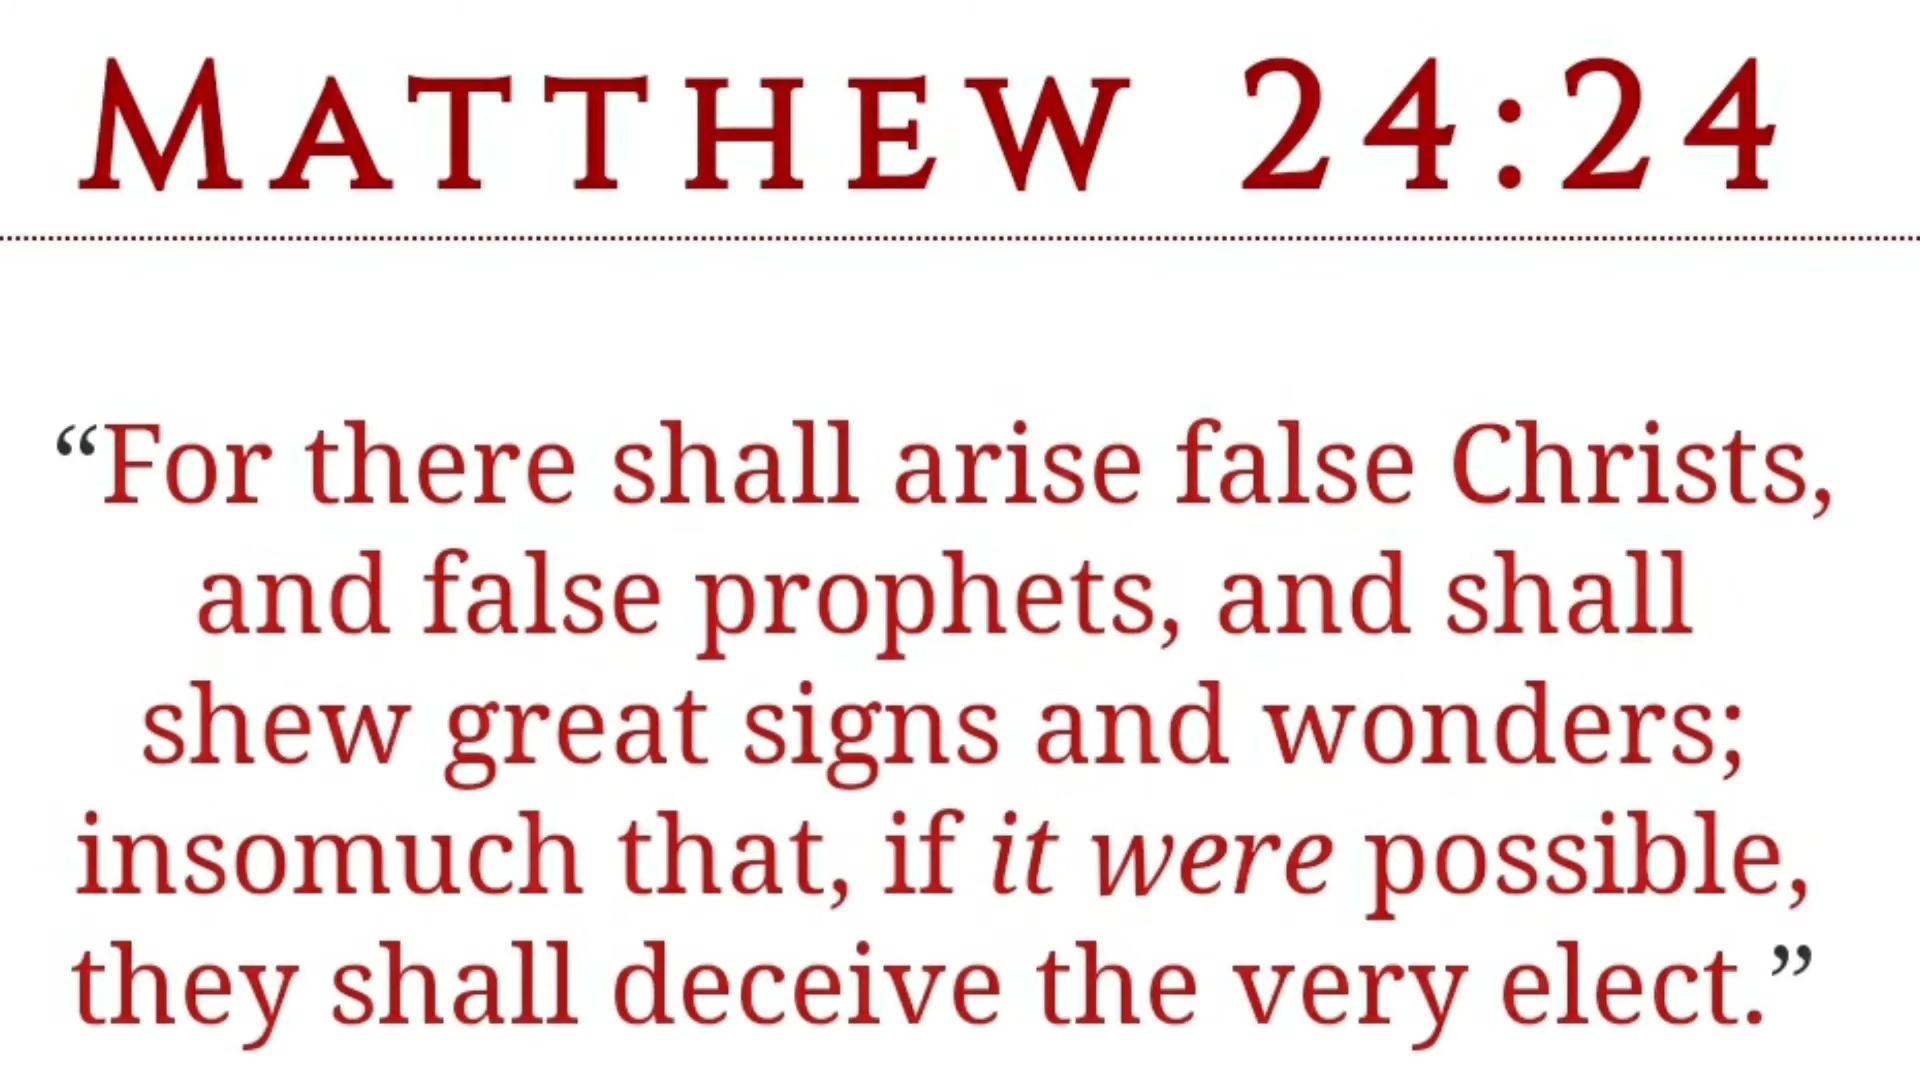 MATTHEW 24:24
“For there shall arise false Christs,
and false prophets, and shall
shew great signs and wonders;
insomuch that, if it were possible,
they shall deceive the very elect.”